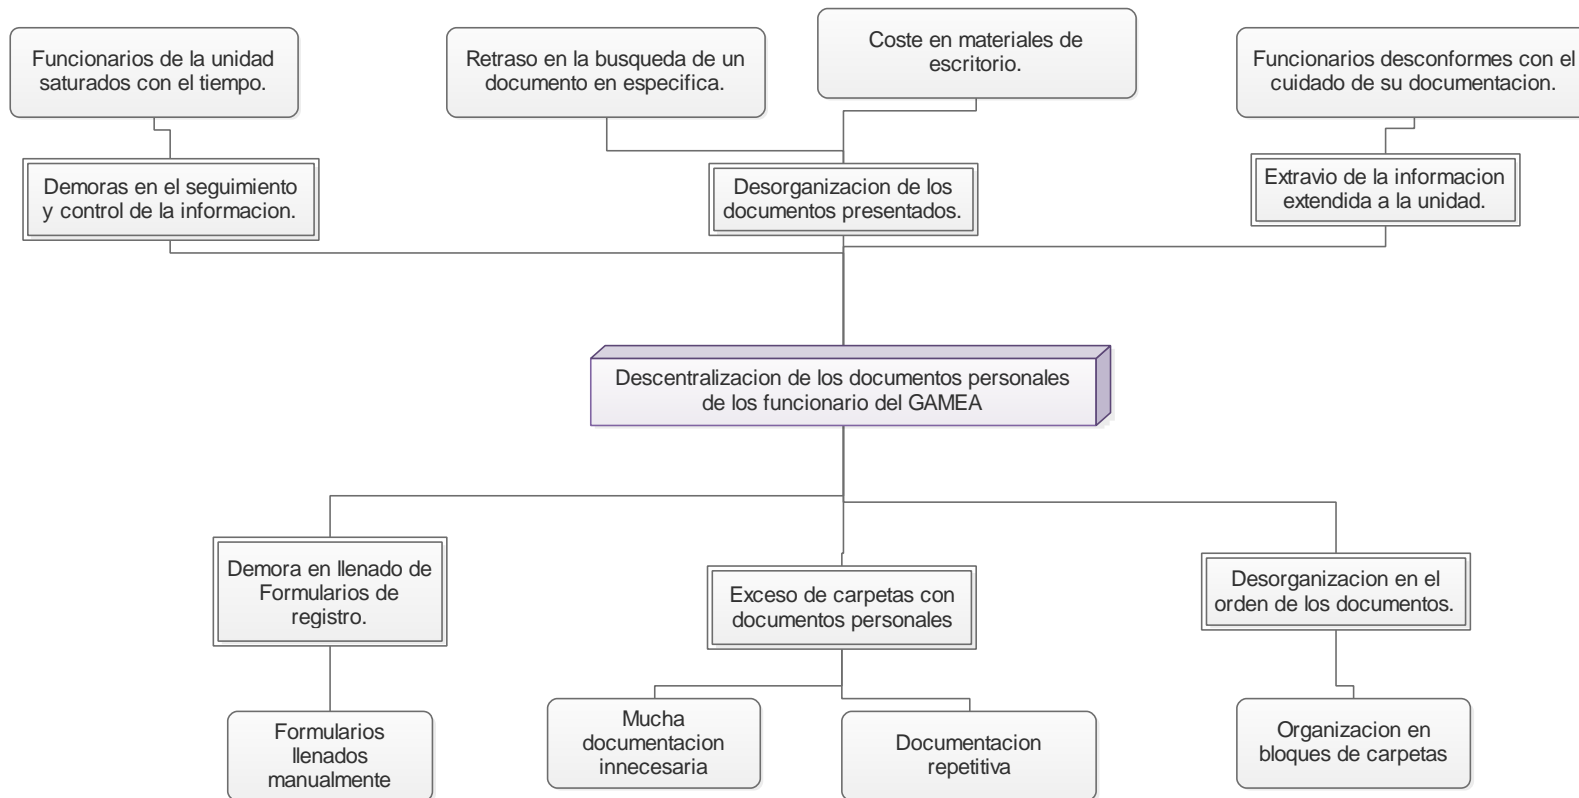 Funcionarios de la unidad
saturados con el tiempo.
Retraso en la busqueda de un
documento en especifica.
Coste en materiales de
escritorio.
Funcionarios desconformes con el
cuidado de su documentacion.
Demoras en el seguimiento
y control de la informacion.
Desorganizacion de los
documentos presentados.
Extravio de la informacion
extendida a la unidad.
Descentralizacion de los documentos personales
de los funcionario del GAMEA
Demora en llenado de
Formularios de
registro.
Exceso de carpetas con
documentos personales
Desorganizacion en el
orden de los documentos.
Formularios
llenados
manualmente
Mucha
documentacion
innecesaria
Documentacion
repetitiva
Organizacion en
bloques de carpetas